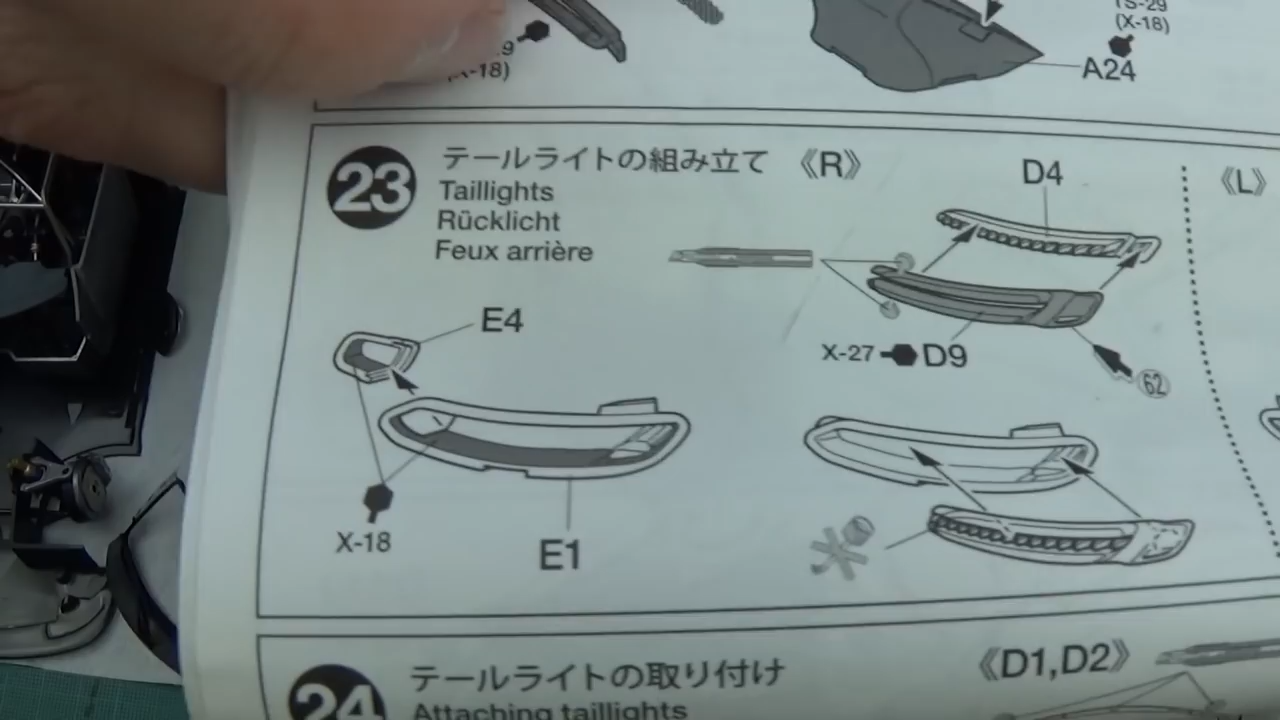 TS-29
(X-18)
A24
23
テールライトの組み立て 《R》
Taillights
Rücklicht
Feux arrière
D4
《L》
E4
X-27
D9
62
X-18
E1
24
テールライトの取り付け
Attaching taillights
《D1,D2》